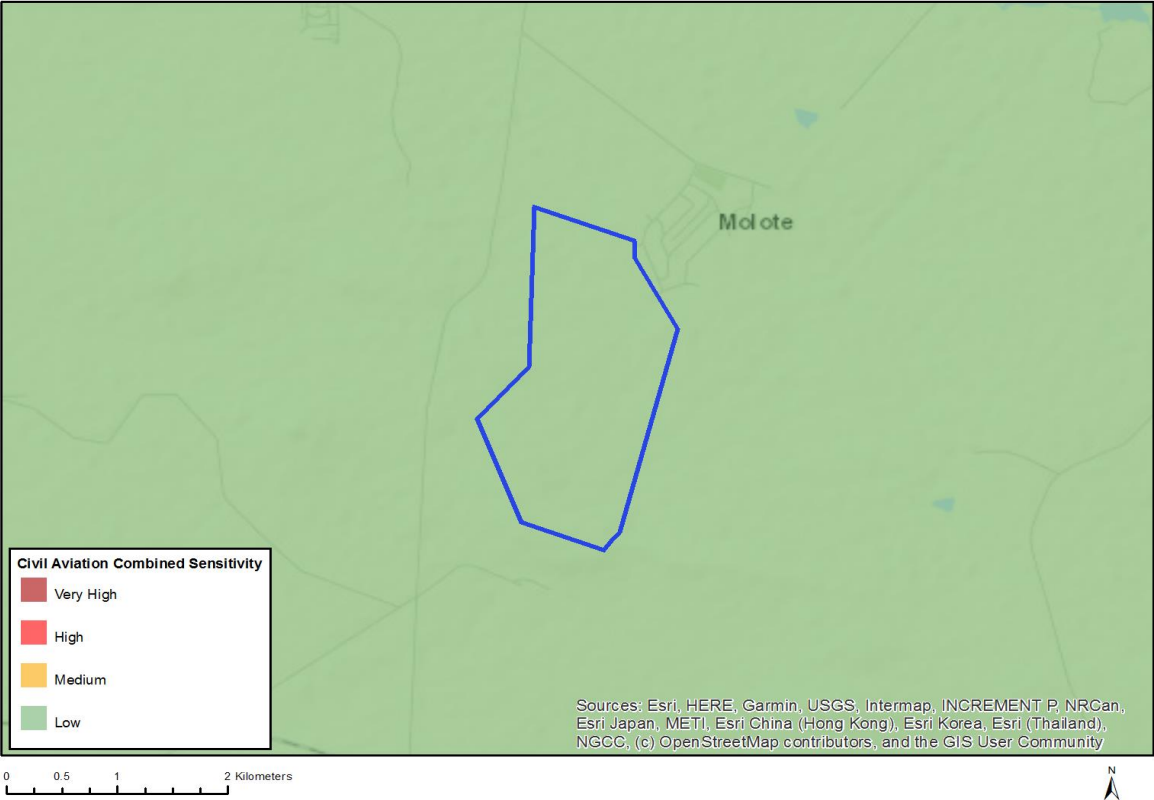 Molote
Civil Aviation Combined Sensitivity
Very High
High
Medium
Low
Sources: Esri, HERE, Garmin, USGS, Intermap, INCREMENT P, NRCan,
Esri Japan, METI, Esri China (Hong Kong), Esri Korea, Esri (Thailand),
NGCC, (c) OpenStreetMap contributors, and the GIS User Community
0 0.5 1 2 Kilometers
N